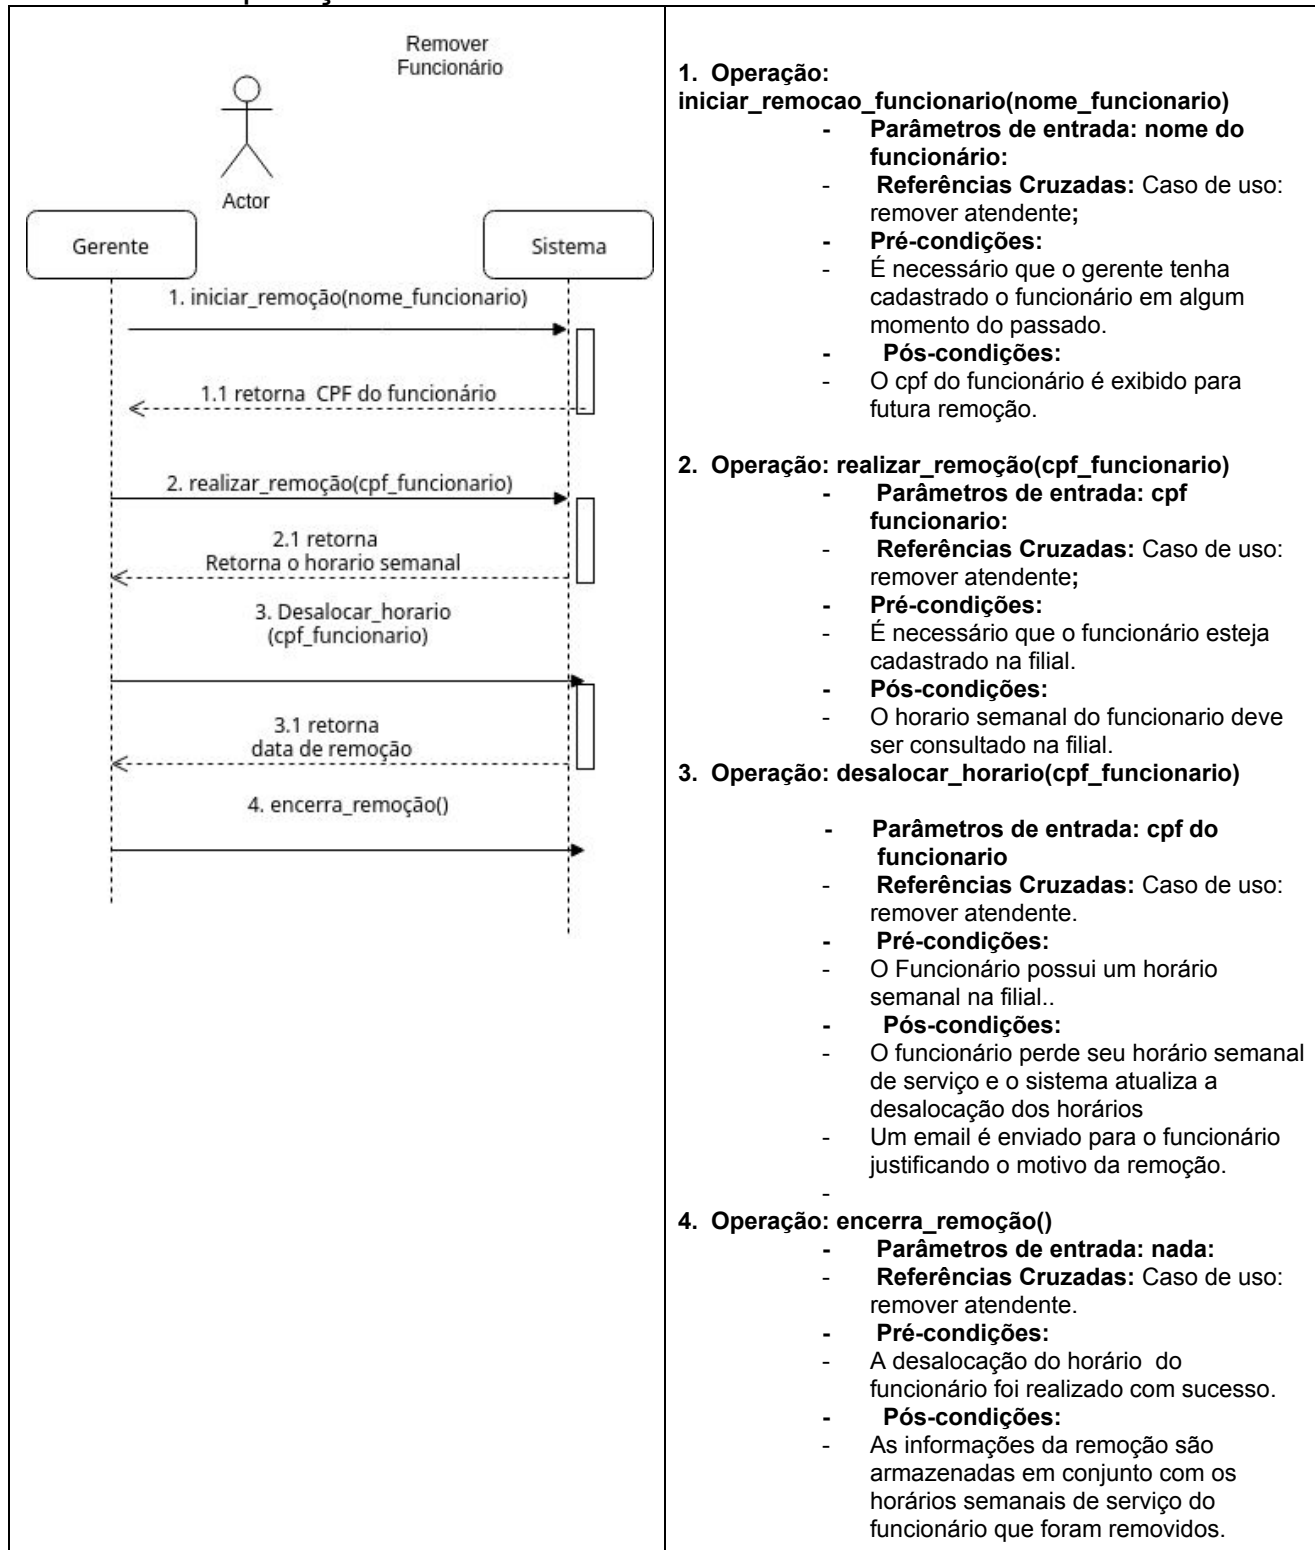 Remover
Funcionário
Actor
Gerente
Sistema
1. iniciar_remoção(nome_funcionario)
1.1 retorna CPF do funcionário
2. realizar_remoção(cpf_funcionario)
2.1 retorna
Retorna o horario semanal
3. Desalocar_horario
(cpf_funcionario)
3.1 retorna
data de remoção
4. encerra_remoção()
1. Operação:
iniciar_remocao_funcionario(nome_funcionario)
- Parâmetros de entrada: nome do
funcionário:
- Referências Cruzadas: Caso de uso:
remover atendente;
- Pré-condições:
- É necessário que o gerente tenha
cadastrado o funcionário em algum
momento do passado.
- Pós-condições:
- O cpf do funcionário é exibido para
futura remoção.
2. Operação: realizar_remoção(cpf_funcionario)
- Parâmetros de entrada: cpf
funcionario:
- Referências Cruzadas: Caso de uso:
remover atendente;
- Pré-condições:
- É necessário que o funcionário esteja
cadastrado na filial.
- Pós-condições:
- O horario semanal do funcionario deve
ser consultado na filial.
3. Operação: desalocar_horario(cpf_funcionario)
- Parâmetros de entrada: cpf do
funcionario
- Referências Cruzadas: Caso de uso:
remover atendente.
- Pré-condições:
- O Funcionário possui um horário
semanal na filial..
- Pós-condições:
- O funcionário perde seu horário semanal
de serviço e o sistema atualiza a
desalocação dos horários
- Um email é enviado para o funcionário
justificando o motivo da remoção.
-
4. Operação: encerra_remoção()
- Parâmetros de entrada: nada:
- Referências Cruzadas: Caso de uso:
remover atendente.
- Pré-condições:
- A desalocação do horário do
funcionário foi realizado com sucesso.
- Pós-condições:
- As informações da remoção são
armazenadas em conjunto com os
horários semanais de serviço do
funcionário que foram removidos.